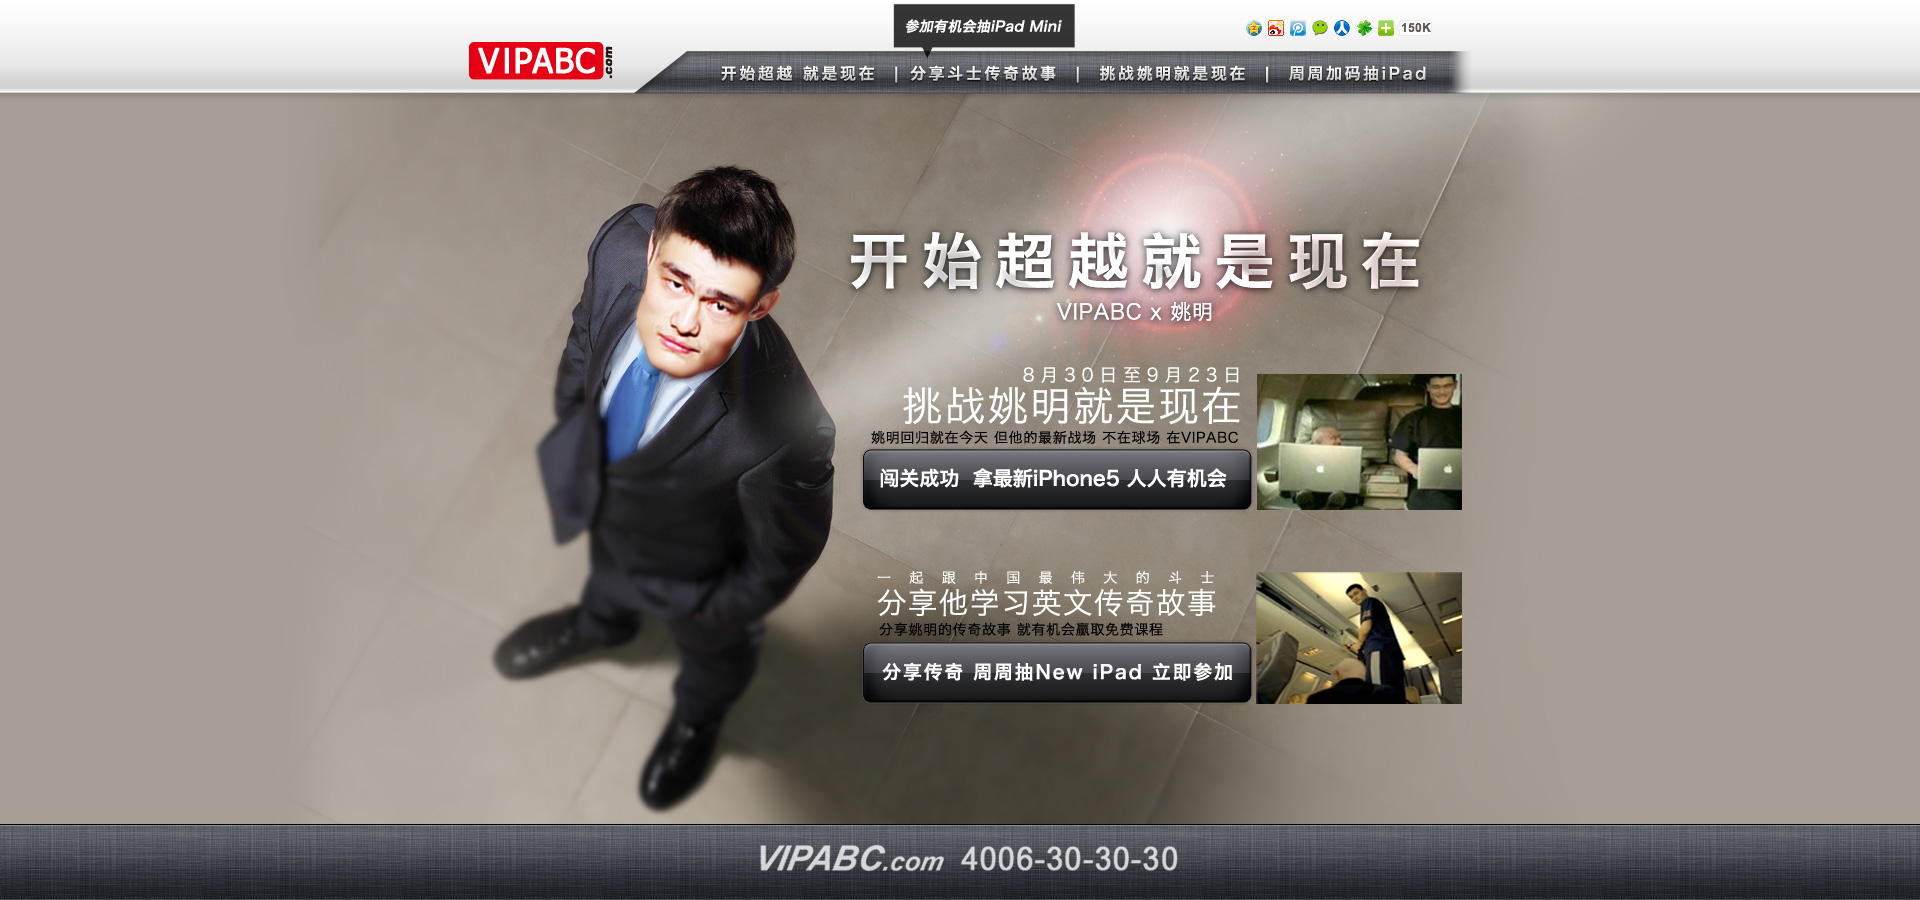 参加有机会抽iPad Mini
150K
VIPABC.com
开始超越 就是现在 | 分享斗士传奇故事 | 挑战姚明就是现在 | 周周加码抽iPad
开始超越就是现在
VIPABC x 姚明
8月30日至9月23日
挑战姚明就是现在
姚明回归就在今天 但他的最新战场 不在球场 在VIPABC
闯关成功 拿最新iPhone5 人人有机会
一起跟中国最伟大的斗士
分享他学习英文传奇故事
分享姚明的传奇故事 就有机会赢取免费课程
分享传奇 周周抽New iPad 立即参加
VIPABC.com 4006-30-30-30